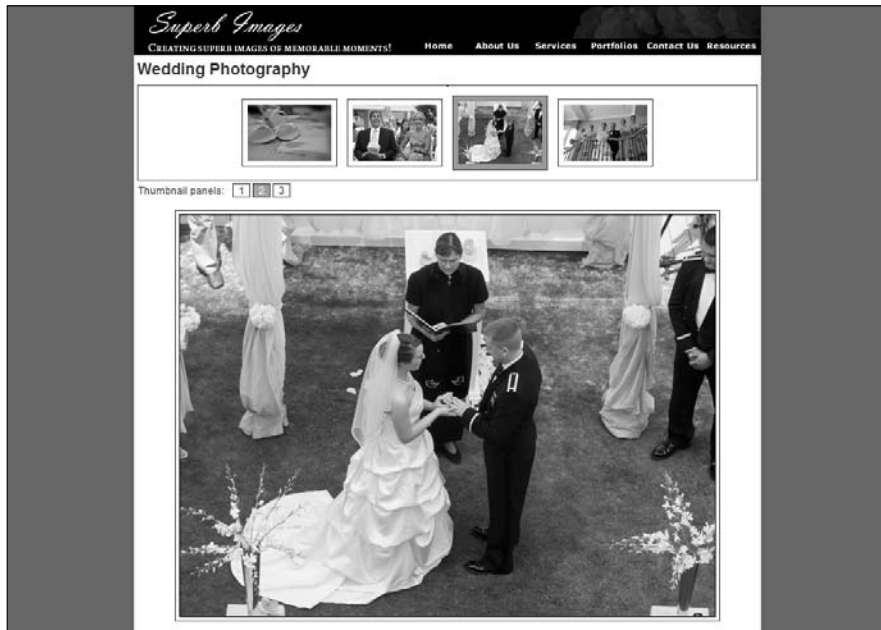 Superb Images
CREATING SUPERB IMAGES OF MEMORABLE MOMENTS!
Home About Us Services Portfolios Contact Us Resources
Wedding Photography
Thumbnail panels: 1 2 3